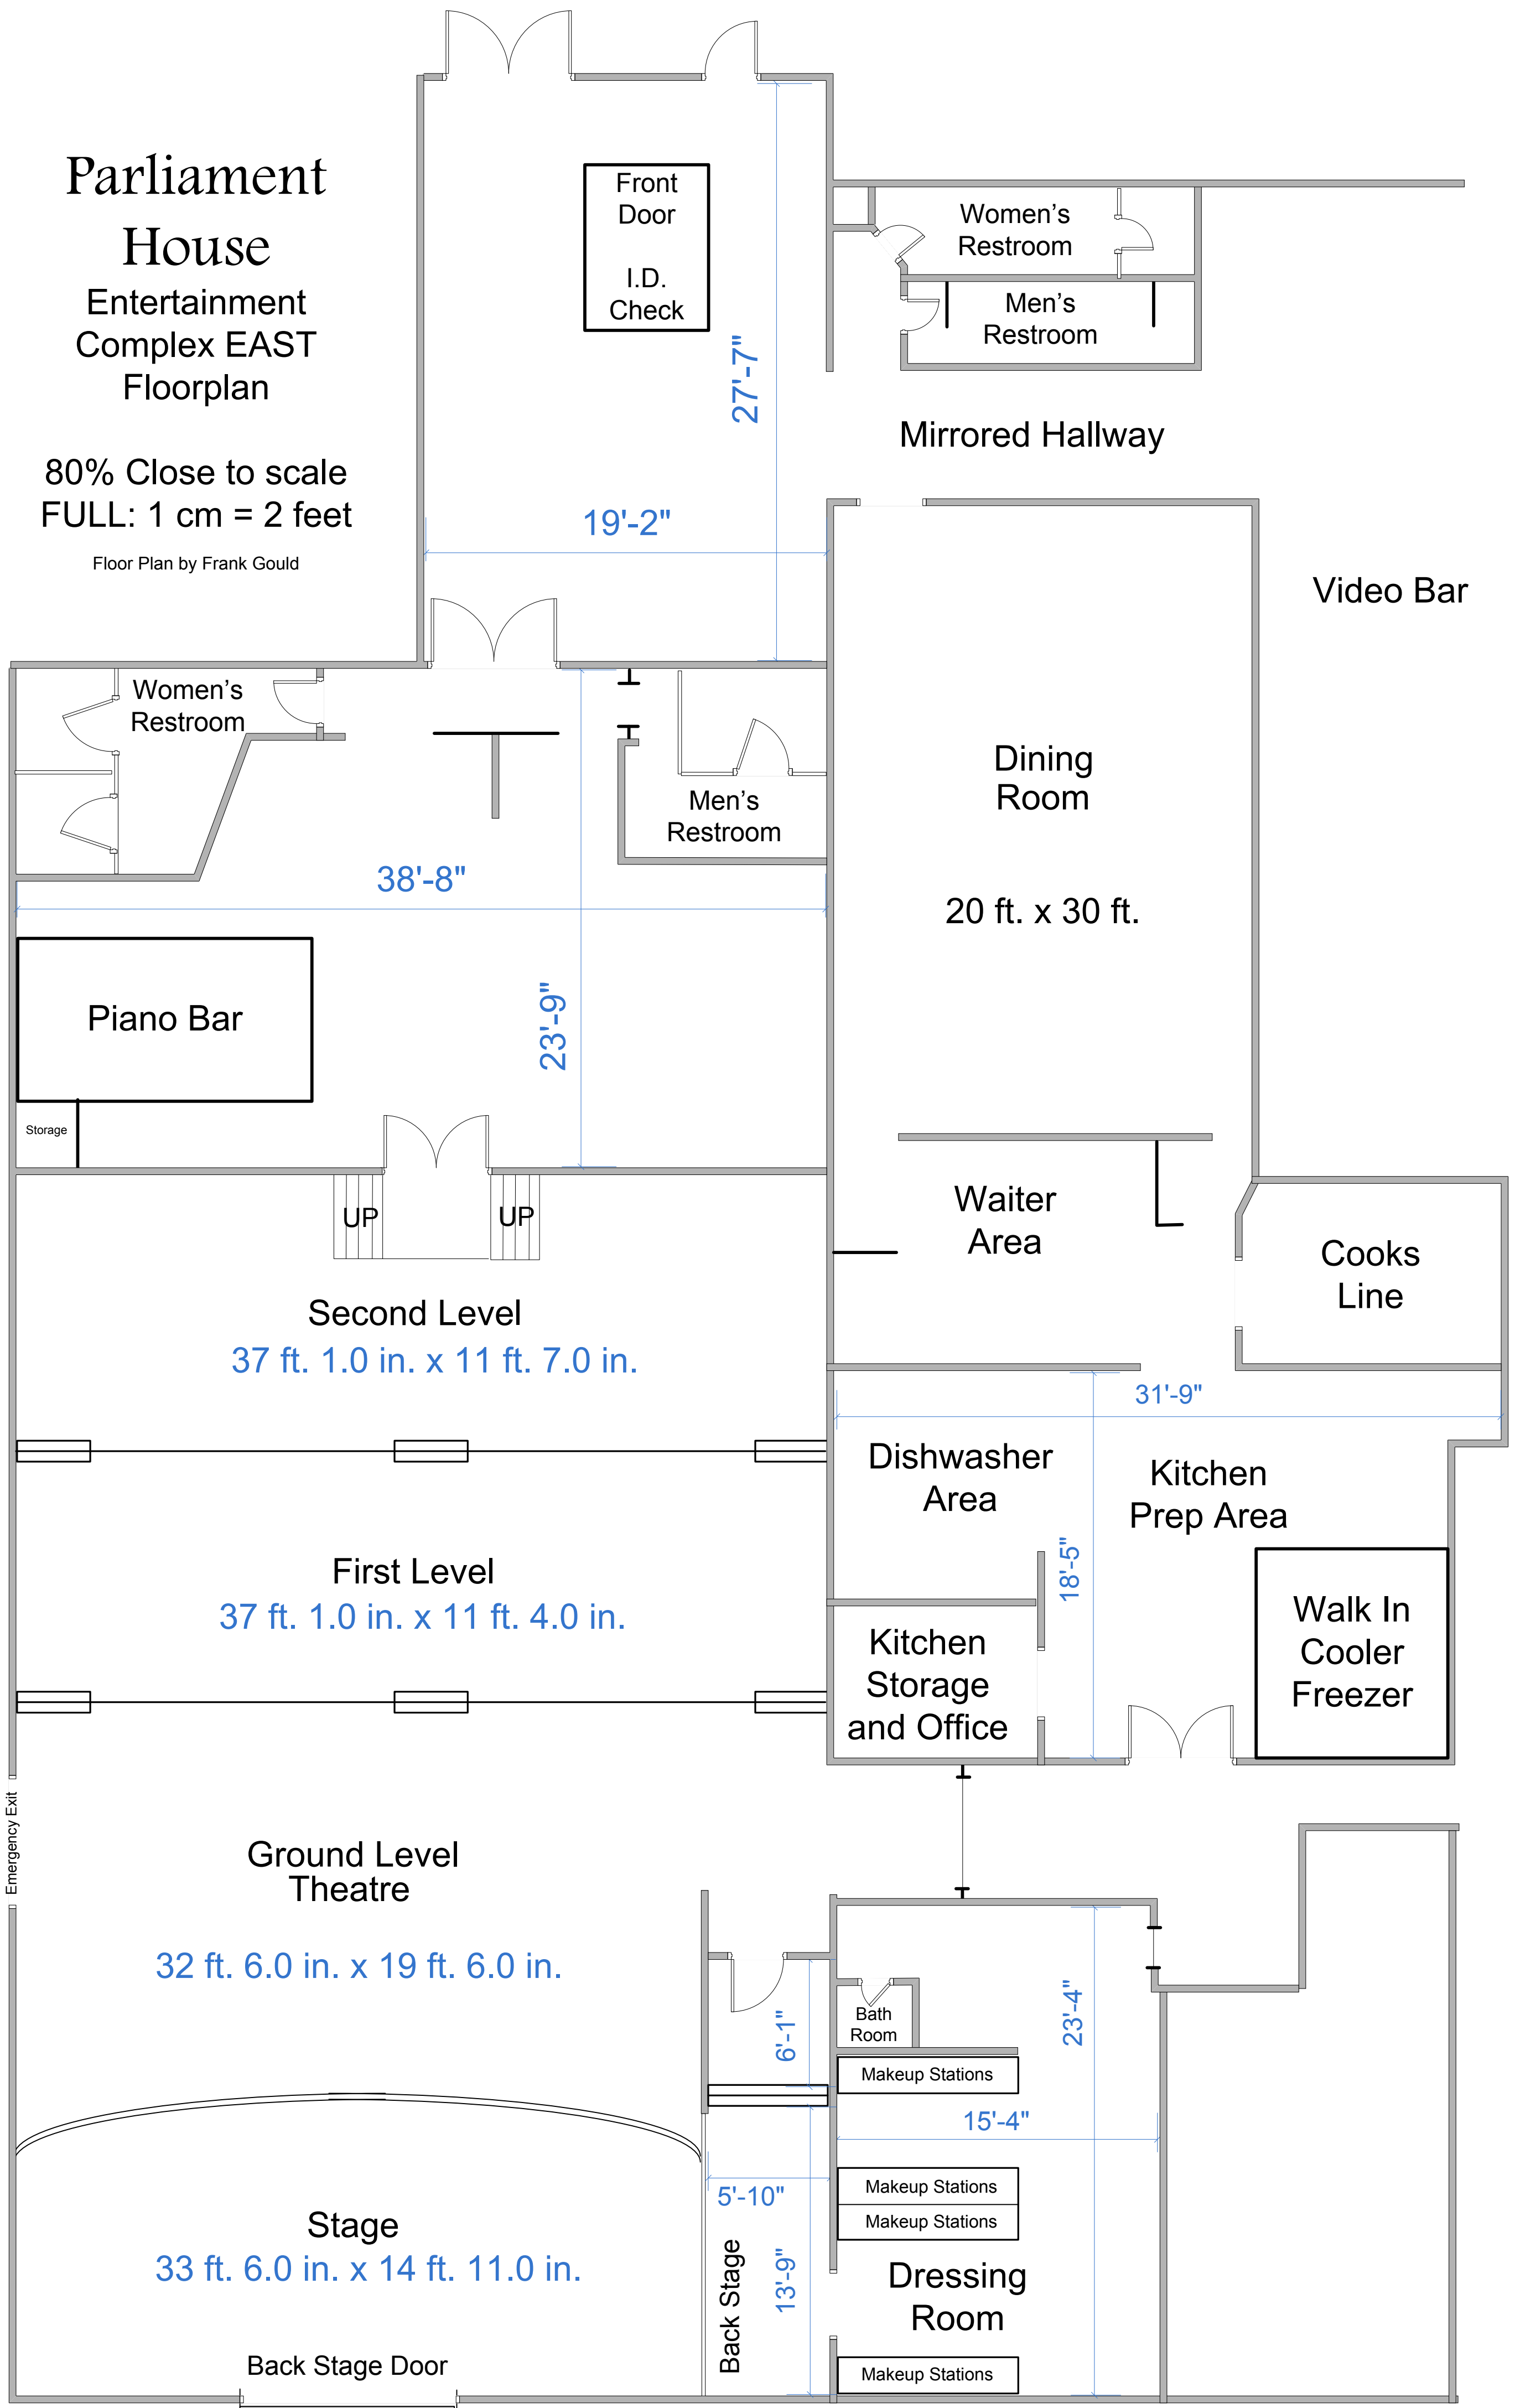 Parliament
House
Entertainment
Complex EAST
Floorplan
80% Close to scale
FULL: 1 cm = 2 feet
Floor Plan by Frank Gould
Front
Door
I.D.
Check
27'-7"
19'-2"
Women's
Restroom
Men's
Restroom
Mirrored Hallway
Video Bar
Women's
Restroom
Men's
Restroom
38'-8"
23'-9"
Piano Bar
Storage
Dining
Room
20 ft. x 30 ft.
UP
UP
Waiter
Area
Cooks
Line
Second Level
37 ft. 1.0 in. x 11 ft. 7.0 in.
31'-9"
Dishwasher
Area
Kitchen
Prep Area
18'-5"
First Level
37 ft. 1.0 in. x 11 ft. 4.0 in.
Kitchen
Storage
and Office
Walk In
Cooler
Freezer
Emergency Exit
Ground Level
Theatre
32 ft. 6.0 in. x 19 ft. 6.0 in.
6'-1"
Bath
Room
23'-4"
Makeup Stations
15'-4"
5'-10"
Makeup Stations
Makeup Stations
Stage
33 ft. 6.0 in. x 14 ft. 11.0 in.
Back Stage
13'-9"
Dressing
Room
Back Stage Door
Makeup Stations